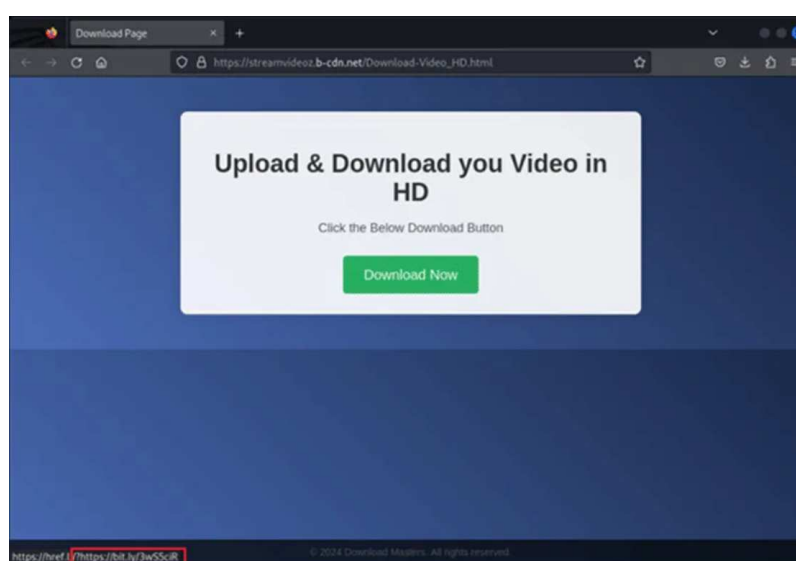 Download Page
https://streamvideoz.b-cdn.net/Download-Video_HD.html
Upload & Download you Video in
HD
Click the Below Download Button
Download Now
© 2024 Download Masters. All rights reserved.
https://href.li/?https://bit.ly/3wS5ciR